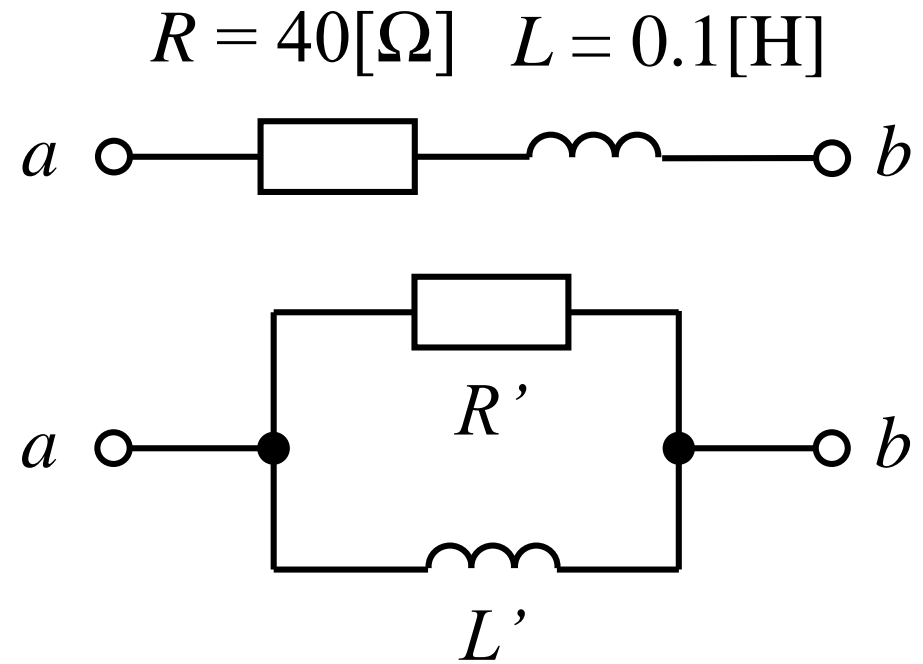 R = 40[Ω] L = 0.1[H]
a b
R’
a b
L’